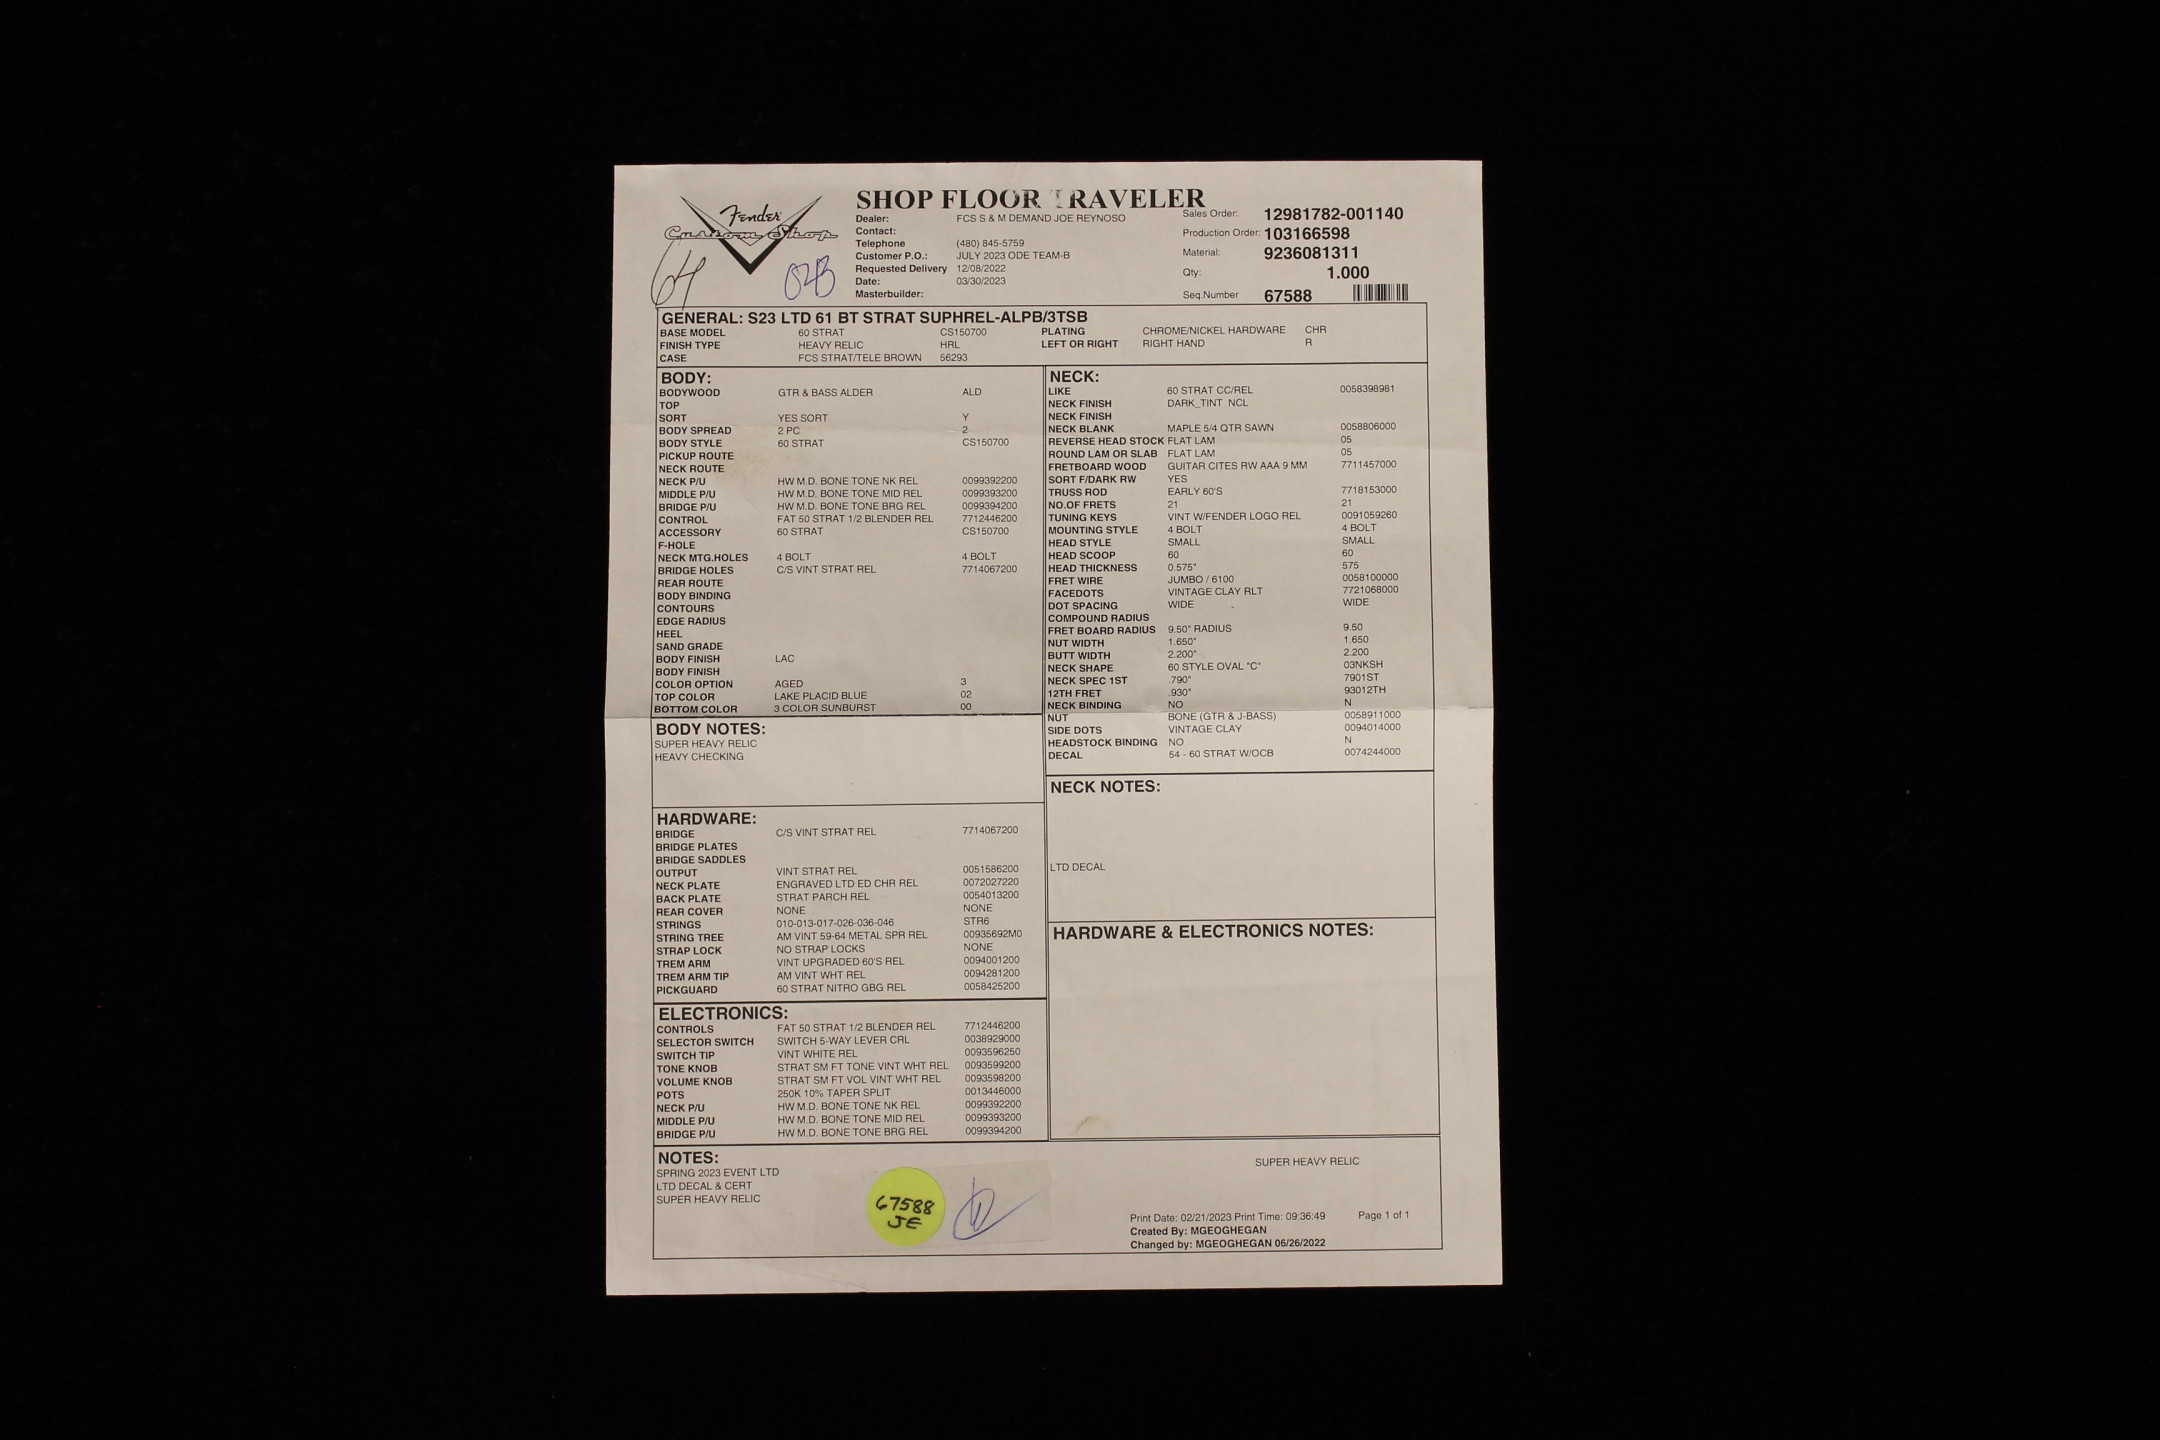 SHOP FLOOR TRAVELER
Fender
Custom Shop
64
Dealer: FCS S & M DEMAND JOE REYNOSO
Contact:
Telephone (480) 845-5759
Customer P.O.: JULY 2023 ODE TEAM-B
Requested Delivery 12/08/2022
Date: 03/30/2023
Masterbuilder:
Sales Order: 12981782-001140
Production Order: 103166598
Material: 9236081311
Qty: 1.000
Seq.Number 67588
GENERAL: S23 LTD 61 BT STRAT SUPHREL-ALPB/3TSB
BASE MODEL 60 STRAT CS150700 PLATING CHROME/NICKEL HARDWARE CHR
FINISH TYPE HEAVY RELIC HRL LEFT OR RIGHT RIGHT HAND R
CASE FCS STRAT/TELE BROWN 56293
BODY:
BODYWOOD GTR & BASS ALDER ALD
TOP
SORT YES SORT Y
BODY SPREAD 2 PC 2
BODY STYLE 60 STRAT CS150700
PICKUP ROUTE
NECK ROUTE
NECK P/U HW M.D. BONE TONE NK REL 0099392200
MIDDLE P/U HW M.D. BONE TONE MID REL 0099393200
BRIDGE P/U HW M.D. BONE TONE BRG REL 0099394200
CONTROL FAT 50 STRAT 1/2 BLENDER REL 7712446200
ACCESSORY 60 STRAT CS150700
F-HOLE
NECK MTG.HOLES 4 BOLT 4 BOLT
BRIDGE HOLES C/S VINT STRAT REL 7714067200
REAR ROUTE
BODY BINDING
CONTOURS
EDGE RADIUS
HEEL
SAND GRADE
BODY FINISH LAC
BODY FINISH
COLOR OPTION AGED 3
TOP COLOR LAKE PLACID BLUE 02
BOTTOM COLOR 3 COLOR SUNBURST 00
BODY NOTES:
SUPER HEAVY RELIC
HEAVY CHECKING
HARDWARE:
BRIDGE C/S VINT STRAT REL 7714067200
BRIDGE PLATES
BRIDGE SADDLES
OUTPUT VINT STRAT REL 0051586200
NECK PLATE ENGRAVED LTD ED CHR REL 0072027220
BACK PLATE STRAT PARCH REL 0054013200
REAR COVER NONE NONE
STRINGS 010-013-017-026-036-046 STR6
STRING TREE AM VINT 59-64 METAL SPR REL 00935692M0
STRAP LOCK NO STRAP LOCKS NONE
TREM ARM VINT UPGRADED 60'S REL 0094001200
TREM ARM TIP AM VINT WHT REL 0094281200
PICKGUARD 60 STRAT NITRO GBG REL 0058425200
ELECTRONICS:
CONTROLS FAT 50 STRAT 1/2 BLENDER REL 7712446200
SELECTOR SWITCH SWITCH 5-WAY LEVER CRL 0038929000
SWITCH TIP VINT WHITE REL 0093596250
TONE KNOB STRAT SM FT TONE VINT WHT REL 0093599200
VOLUME KNOB STRAT SM FT VOL VINT WHT REL 0093598200
POTS 250K 10% TAPER SPLIT 0013446000
NECK P/U HW M.D. BONE TONE NK REL 0099392200
MIDDLE P/U HW M.D. BONE TONE MID REL 0099393200
BRIDGE P/U HW M.D. BONE TONE BRG REL 0099394200
NECK:
LIKE 60 STRAT CC/REL 0058398981
NECK FINISH DARK_TINT NCL
NECK FINISH
NECK BLANK MAPLE 5/4 QTR SAWN 0058806000
REVERSE HEAD STOCK FLAT LAM 05
ROUND LAM OR SLAB FLAT LAM 05
FRETBOARD WOOD GUITAR CITES RW AAA 9 MM 7711457000
SORT F/DARK RW YES
TRUSS ROD EARLY 60'S 7718153000
NO.OF FRETS 21 21
TUNING KEYS VINT W/FENDER LOGO REL 0091059260
MOUNTING STYLE 4 BOLT 4 BOLT
HEAD STYLE SMALL SMALL
HEAD SCOOP 60 60
HEAD THICKNESS 0.575" 575
FRET WIRE JUMBO / 6100 0058100000
FACEDOTS VINTAGE CLAY RLT 7721068000
DOT SPACING WIDE WIDE
COMPOUND RADIUS
FRET BOARD RADIUS 9.50" RADIUS 9.50
NUT WIDTH 1.650" 1.650
BUTT WIDTH 2.200" 2.200
NECK SHAPE 60 STYLE OVAL "C" 03NKSH
NECK SPEC 1ST .790" 7901ST
12TH FRET .930" 93012TH
NECK BINDING NO N
NUT BONE (GTR & J-BASS) 0058911000
SIDE DOTS VINTAGE CLAY 0094014000
HEADSTOCK BINDING NO N
DECAL 54 - 60 STRAT W/OCB 0074244000
NECK NOTES:
LTD DECAL
HARDWARE & ELECTRONICS NOTES:
NOTES:
SPRING 2023 EVENT LTD
LTD DECAL & CERT
SUPER HEAVY RELIC
SUPER HEAVY RELIC
67588
JE
Print Date: 02/21/2023 Print Time: 09:36:49 Page 1 of 1
Created By: MGEOGHEGAN
Changed by: MGEOGHEGAN 06/26/2022